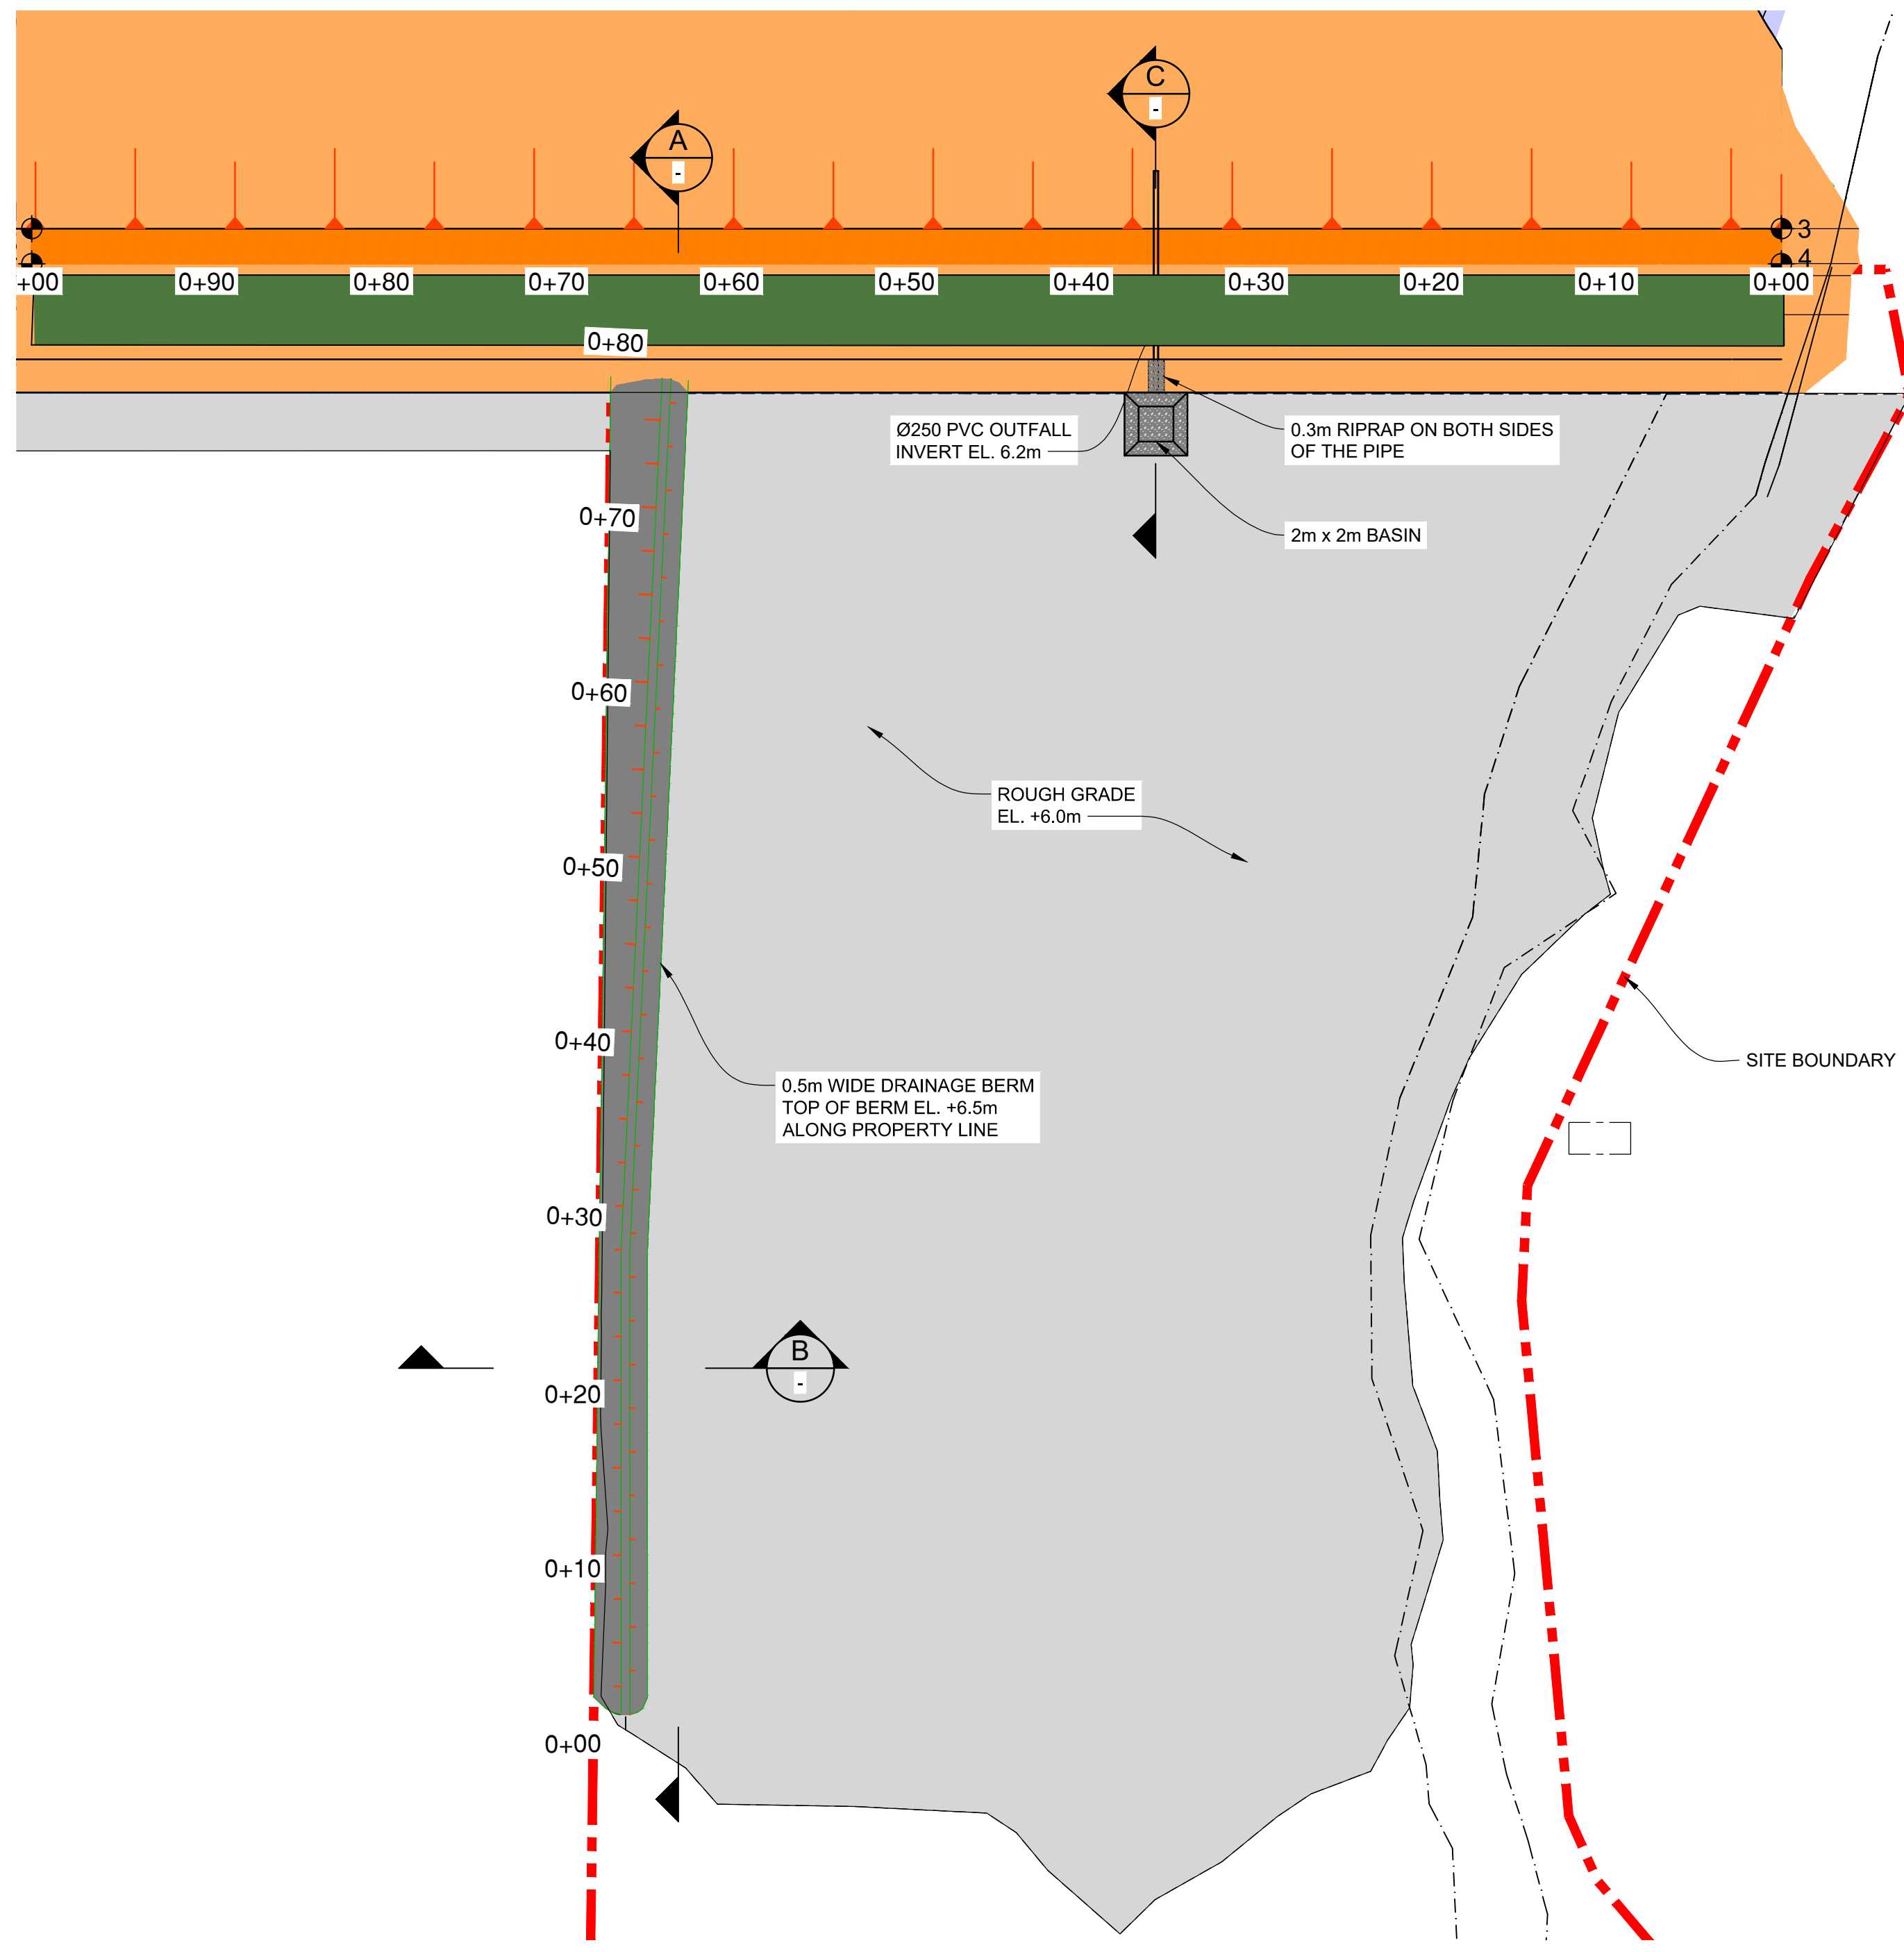 C
-
A
-
3
4
+00
0+90
0+80
0+70
0+60
0+50
0+40
0+30
0+20
0+10
0+00
0+80
Ø250 PVC OUTFALL
INVERT EL. 6.2m
0.3m RIPRAP ON BOTH SIDES
OF THE PIPE
0+70
2m x 2m BASIN
0+60
ROUGH GRADE
EL. +6.0m
0+50
0+40
SITE BOUNDARY
0.5m WIDE DRAINAGE BERM
TOP OF BERM EL. +6.5m
ALONG PROPERTY LINE
0+30
B
-
0+20
0+10
0+00